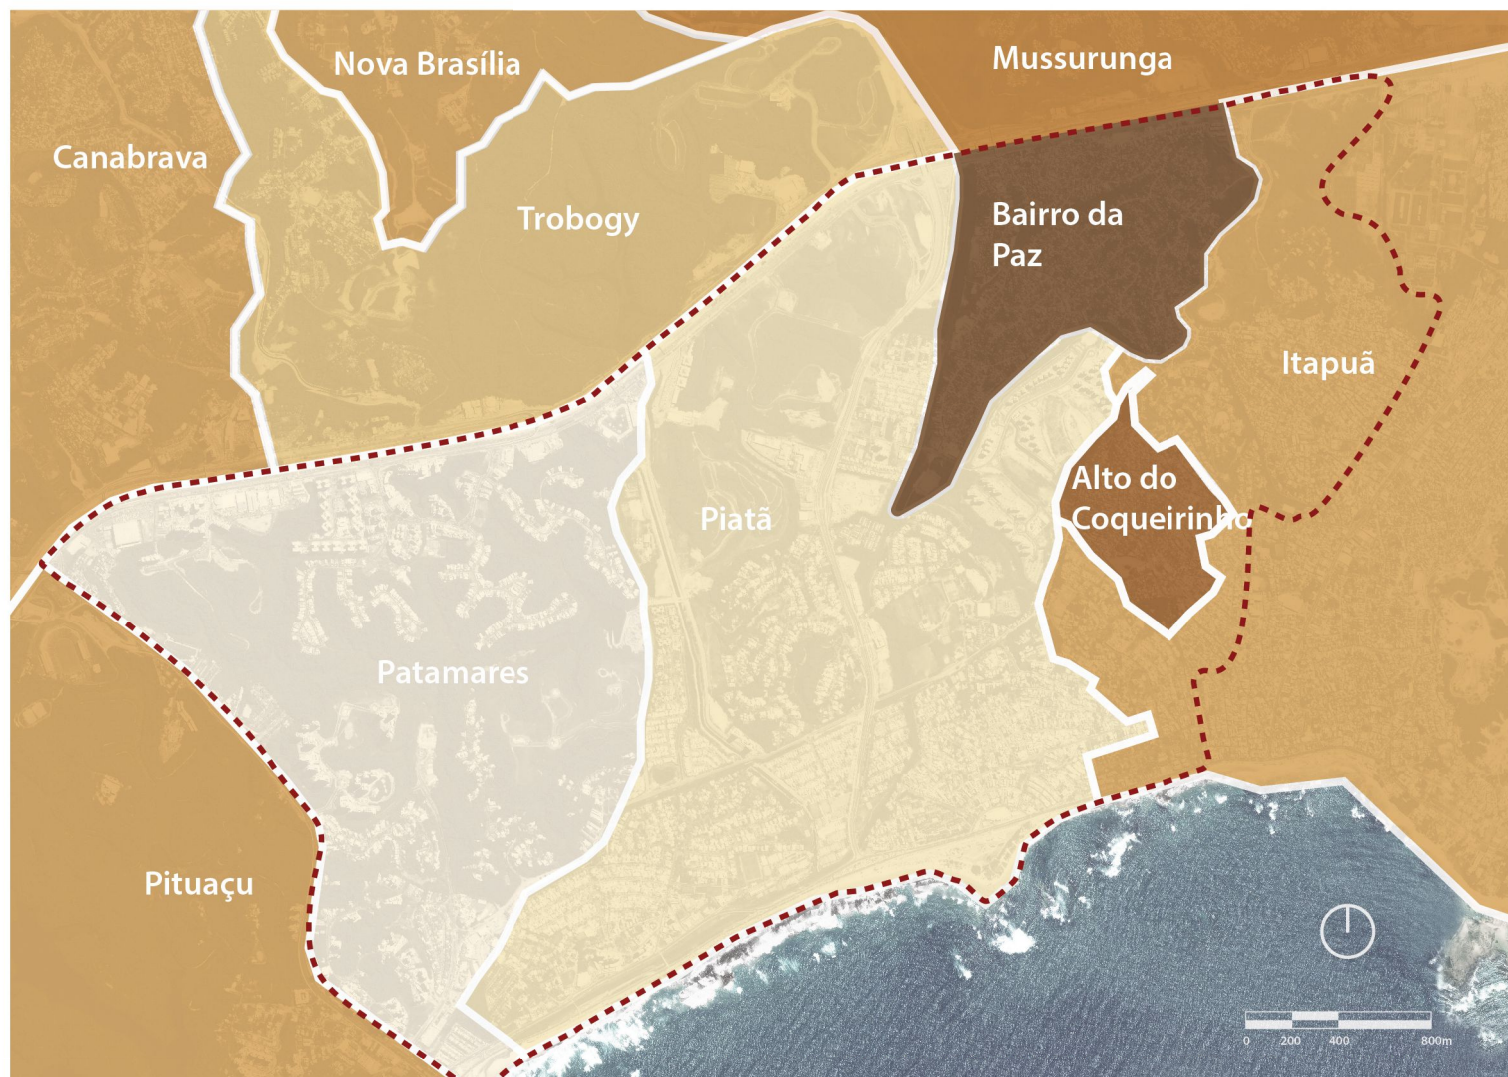 Nova Brasília
Mussurunga
Canabrava
Trobogy
Bairro da
Paz
Itapuã
Alto do
Coqueirinho
Piatã
Patamares
Pituaçu
0 200 400 800m